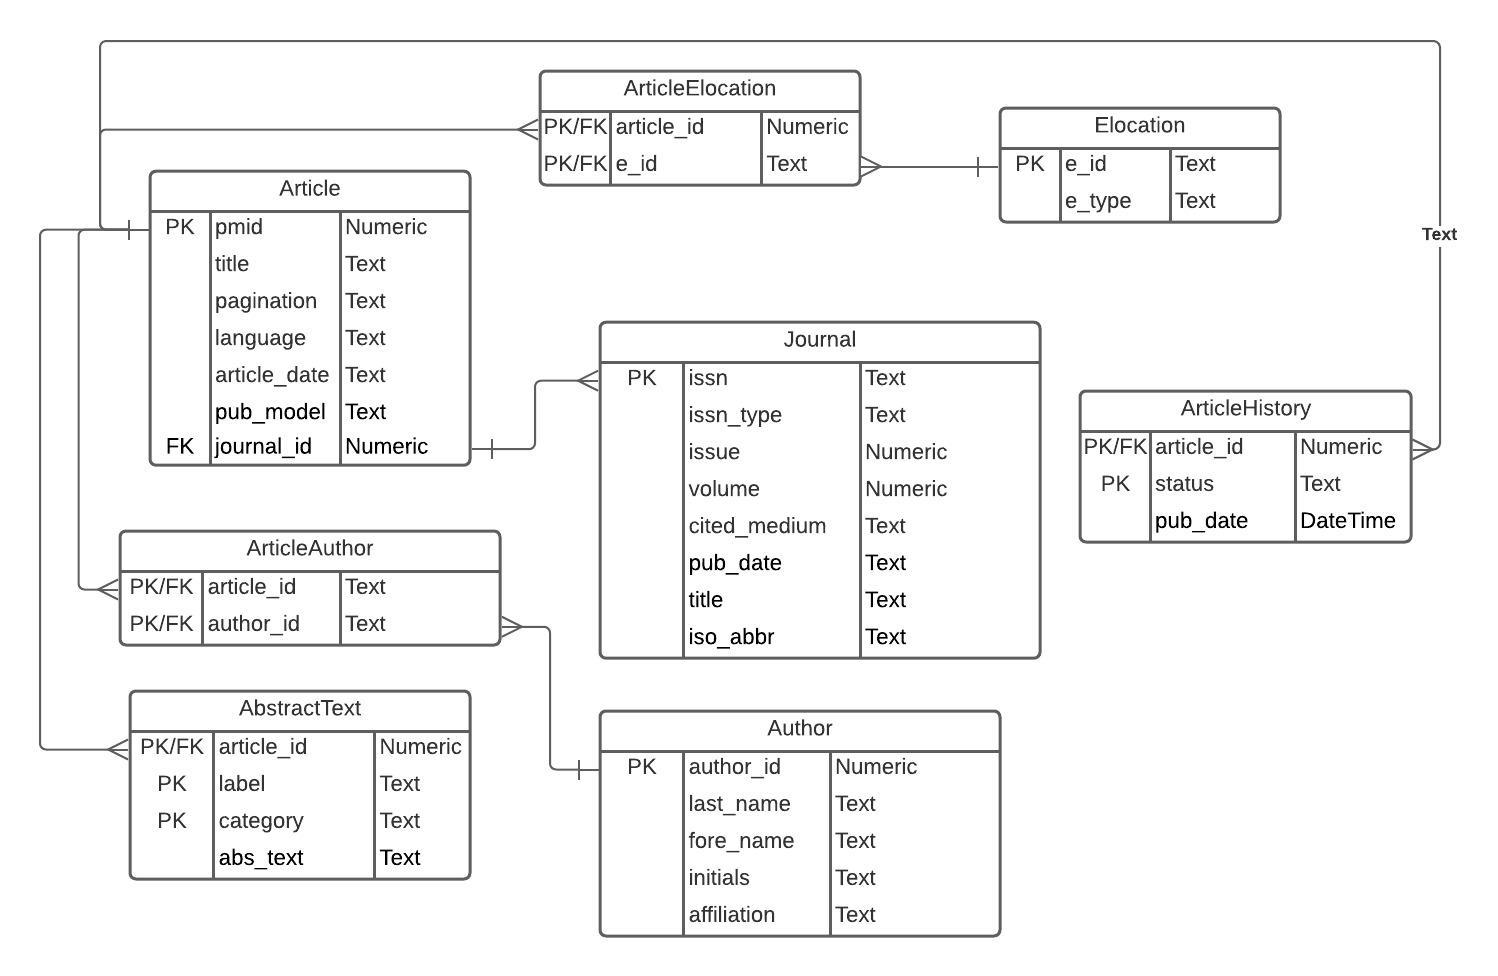 ArticleElocation
PK/FK article_id Numeric
PK/FK e_id Text
Elocation
PK e_id Text
e_type Text
Article
PK pmid Numeric
title Text
pagination Text
language Text
article_date Text
pub_model Text
FK journal_id Numeric
Text
Journal
PK issn Text
issn_type Text
issue Numeric
volume Numeric
cited_medium Text
pub_date Text
title Text
iso_abbr Text
ArticleHistory
PK/FK article_id Numeric
PK status Text
pub_date DateTime
ArticleAuthor
PK/FK article_id Text
PK/FK author_id Text
AbstractText
PK/FK article_id Numeric
PK label Text
PK category Text
abs_text Text
Author
PK author_id Numeric
last_name Text
fore_name Text
initials Text
affiliation Text